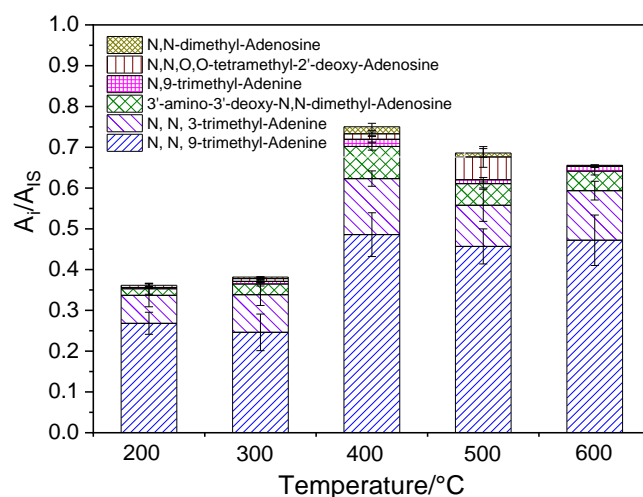 1.0
0.9
0.8
0.7
0.6
0.5
0.4
0.3
0.2
0.1
0.0
A_i/A_IS
N,N-dimethyl-Adenosine
N,N,O,O-tetramethyl-2'-deoxy-Adenosine
N,9-trimethyl-Adenine
3'-amino-3'-deoxy-N,N-dimethyl-Adenosine
N, N, 3-trimethyl-Adenine
N, N, 9-trimethyl-Adenine
200 300 400 500 600
Temperature/°C